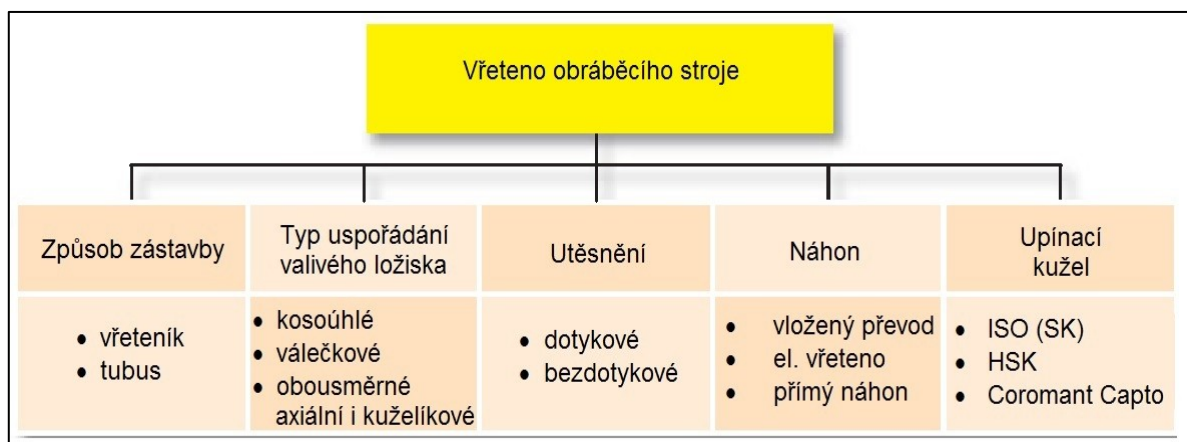 Vřeteno obráběcího stroje
Způsob zástavby
Typ uspořádání
valivého ložiska
Utěsnění
Náhon
Upínací
kužel
• vřeteník
• tubus
• kosoúhlé
• válečkové
• obousměrné
axiální i kuželíkové
• dotykové
• bezdotykové
• vložený převod
• el. vřeteno
• přímý náhon
• ISO (SK)
• HSK
• Coromant Capto